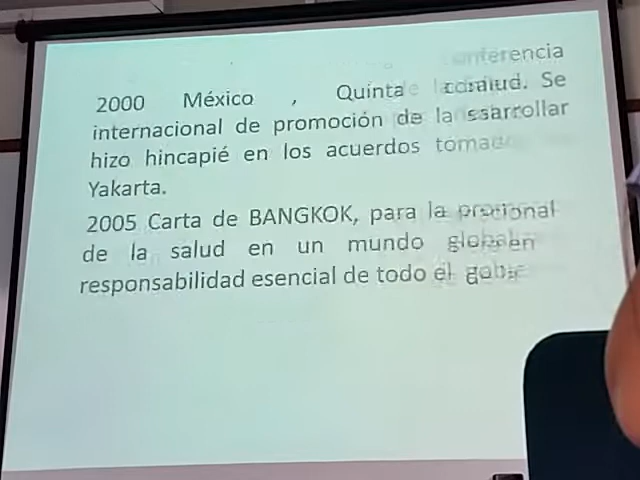 2000 México , Quinta conferencia
internacional de promoción de la salud. Se
hizo hincapié en los acuerdos
Yakarta.
2005 Carta de BANGKOK, para la
de la salud en un mundo
responsabilidad esencial de todo el